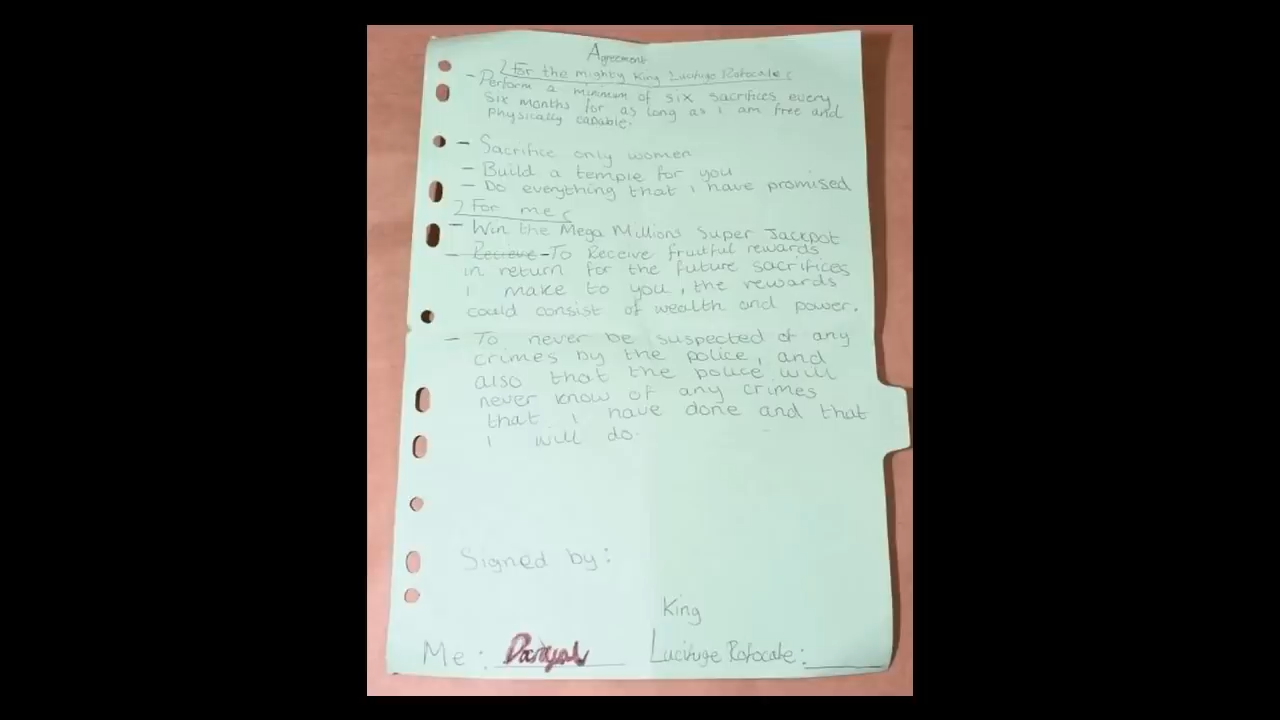 Agreement
For the mighty King Lucifuge Rofocale
- Perform a minimum of six sacrifices every
six months for as long as I am free and
physically capable.
- Sacrifice only women
- Build a temple for you
- Do everything that i have promised
For me
- Win the Mega Millions Super Jackpot
- Recieve - To Receive fruitful rewards
in return for the future sacrifices
i make to you, the rewards
could consist of wealth and power.
- To never be suspected of any
crimes by the police, and
also that the police will
never know of any crimes
that i have done and that
i will do.
Signed by:
King
Me: Danyal Lucifuge Rofocale: